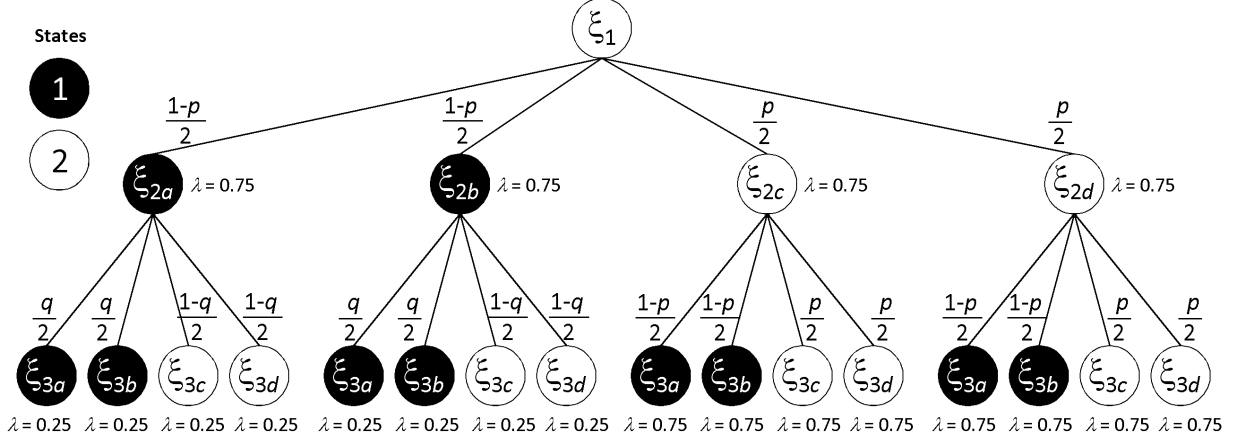 ξ1
States
1
2
1-p/2 1-p/2 p/2 p/2
ξ2a λ = 0.75 ξ2b λ = 0.75 ξ2c λ = 0.75 ξ2d λ = 0.75
q/2 q/2 1-q/2 1-q/2 q/2 q/2 1-q/2 1-q/2 1-p/2 1-p/2 p/2 p/2 1-p/2 1-p/2 p/2 p/2
ξ3a ξ3b ξ3c ξ3d ξ3a ξ3b ξ3c ξ3d ξ3a ξ3b ξ3c ξ3d ξ3a ξ3b ξ3c ξ3d
λ = 0.25 λ = 0.25 λ = 0.25 λ = 0.25 λ = 0.25 λ = 0.25 λ = 0.25 λ = 0.25 λ = 0.75 λ = 0.75 λ = 0.75 λ = 0.75 λ = 0.75 λ = 0.75 λ = 0.75 λ = 0.75